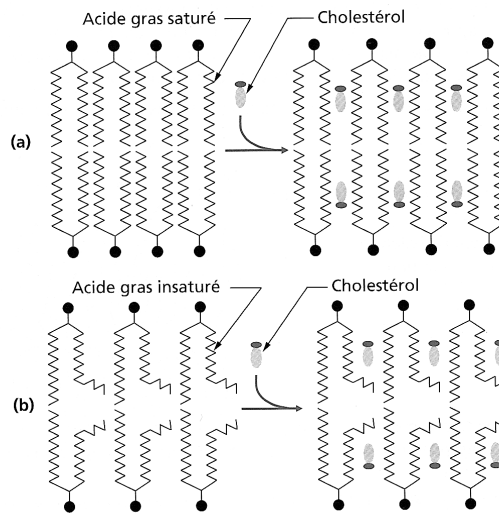 Acide gras saturé
Cholestérol
(a)
Acide gras insaturé
Cholestérol
(b)